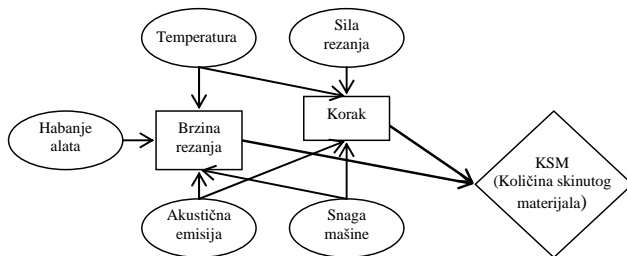 Temperatura
Sila
rezanja
Habanje
alata
Brzina
rezanja
Korak
KSM
(Količina skinutog
materijala)
Akustična
emisija
Snaga
mašine